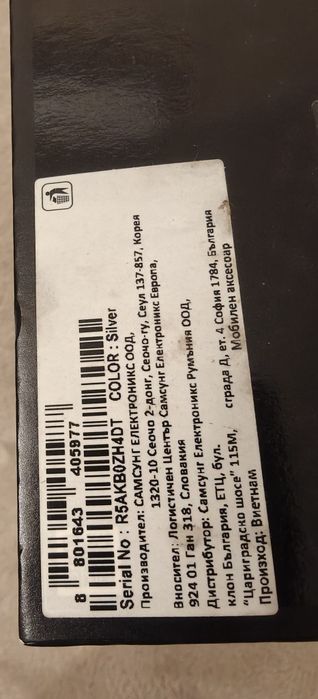 8 801643 405977
Serial No : R5AKB0ZH4DT COLOR : Silver
Производител: САМСУНГ ЕЛЕКТРОНИКС ООД,
1320-10 Сеочо 2-донг, Сеочо-гу, Сеул 137-857, Корея
Вносител: Логистичен Център Самсунг Електроникс Европа,
924 01 Ган 318, Словакия
Дистрибутор: Самсунг Електроникс Румъния ООД,
клон България, ЕТЦ, бул.
"Цариградско шосе" 115М, сграда Д, ет. 4 София 1784, България
Произход: Виетнам Мобилен аксесоар